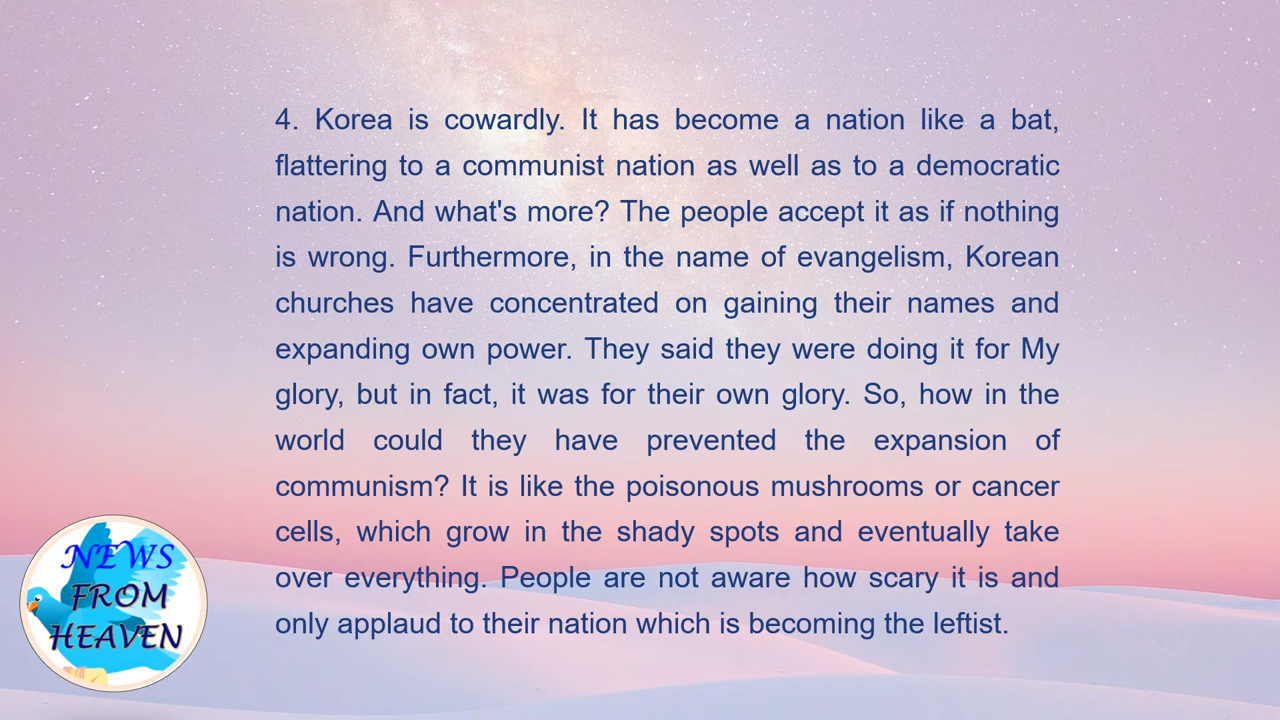 4. Korea is cowardly. It has become a nation like a bat,
flattering to a communist nation as well as to a democratic
nation. And what's more? The people accept it as if nothing
is wrong. Furthermore, in the name of evangelism, Korean
churches have concentrated on gaining their names and
expanding own power. They said they were doing it for My
glory, but in fact, it was for their own glory. So, how in the
world could they have prevented the expansion of
communism? It is like the poisonous mushrooms or cancer
cells, which grow in the shady spots and eventually take
over everything. People are not aware how scary it is and
only applaud to their nation which is becoming the leftist.
NEWS
FROM
HEAVEN